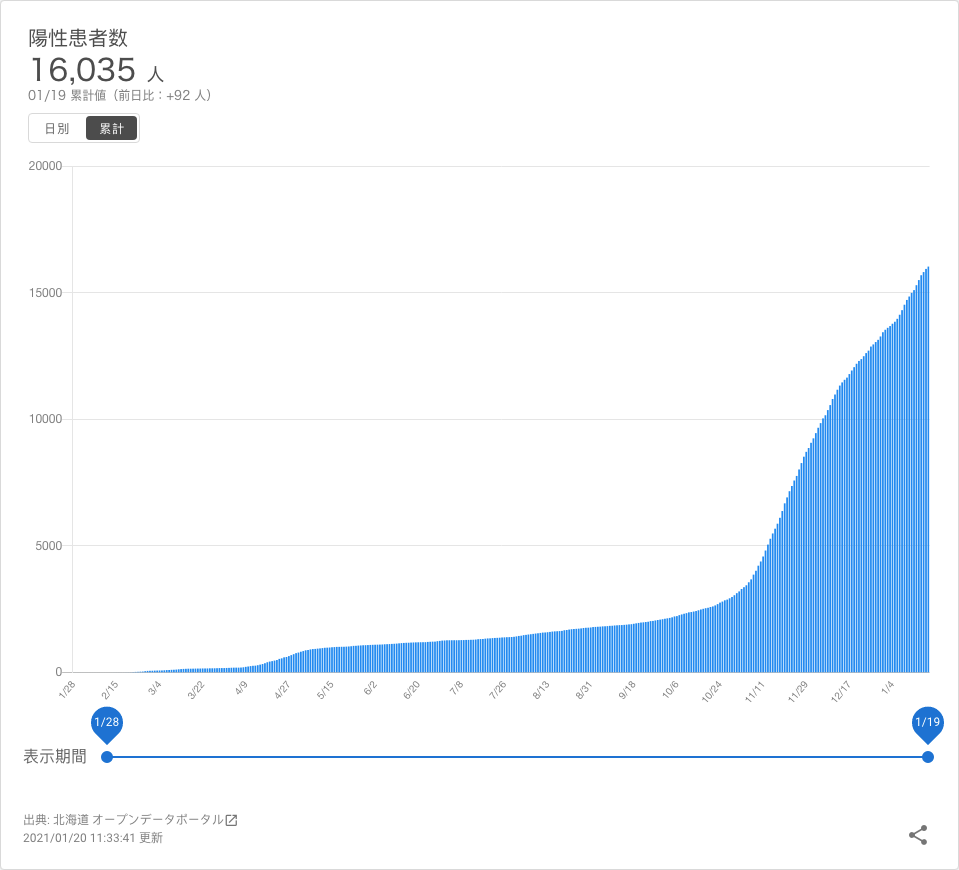 陽性患者数
16,035 人
01/19 累計値（前日比：+92 人）
日別 累計
20000
15000
10000
5000
0
1/28 2/15 3/4 3/22 4/9 4/27 5/15 6/2 6/20 7/8 7/26 8/13 8/31 9/18 10/6 10/24 11/11 11/29 12/17 1/4
1/28 1/19
表示期間
出典: 北海道 オープンデータポータル
2021/01/20 11:33:41 更新